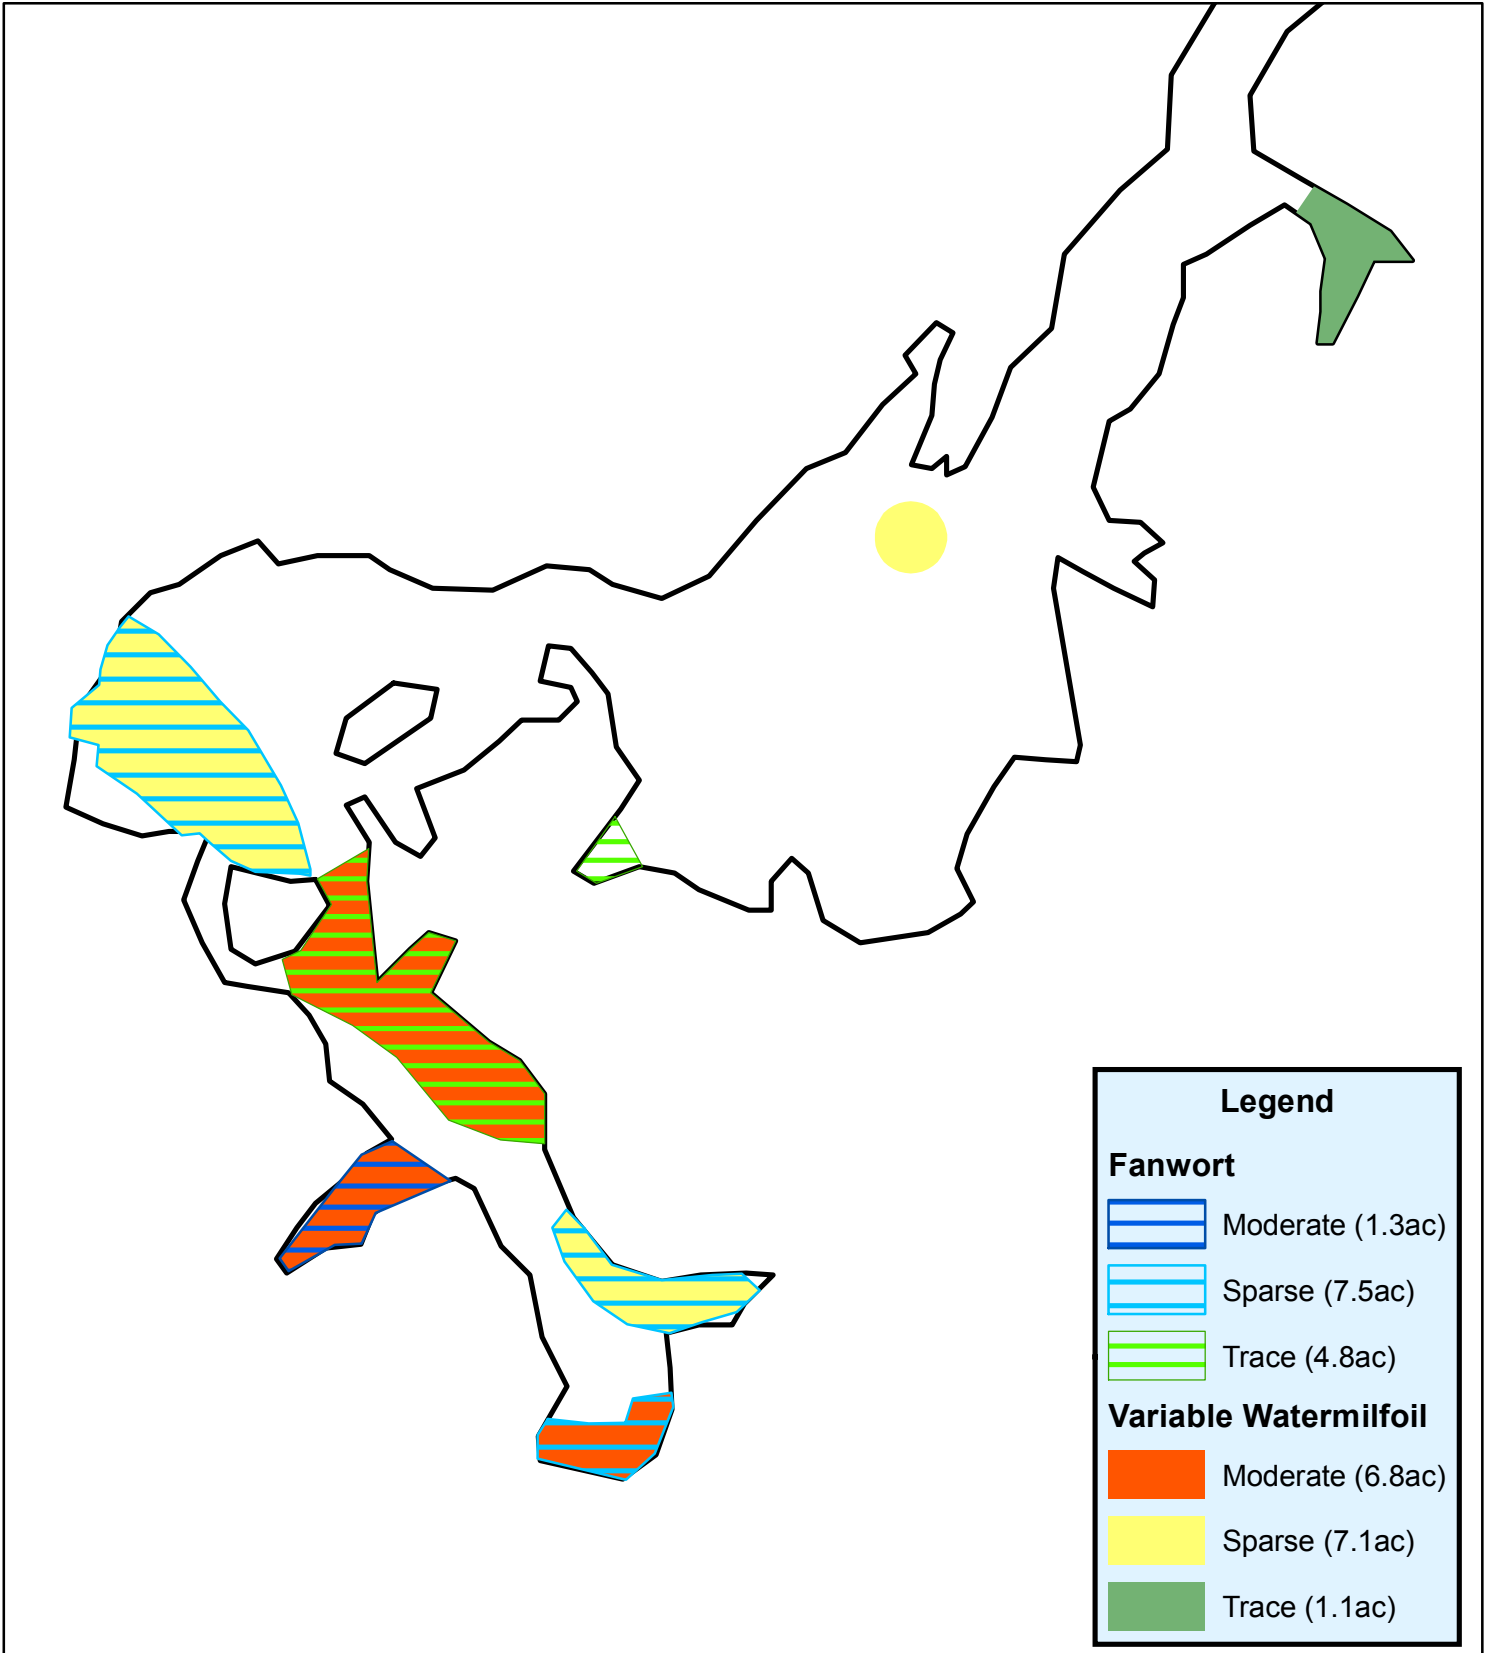 Legend
Fanwort
Moderate (1.3ac)
Sparse (7.5ac)
Trace (4.8ac)
Variable Watermilfoil
Moderate (6.8ac)
Sparse (7.1ac)
Trace (1.1ac)